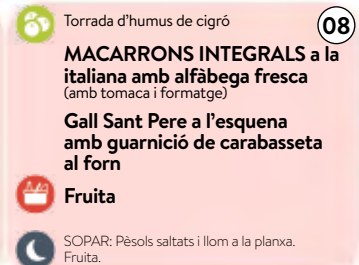 Torrada d'humus de cigró
08
MACARRONS INTEGRALS a la
italiana amb alfàbega fresca
(amb tomaca i formatge)
Gall Sant Pere a l'esquena
amb guarnició de carabasseta
al forn
Fruita
SOPAR: Pèsols saltats i llom a la planxa.
Fruita.